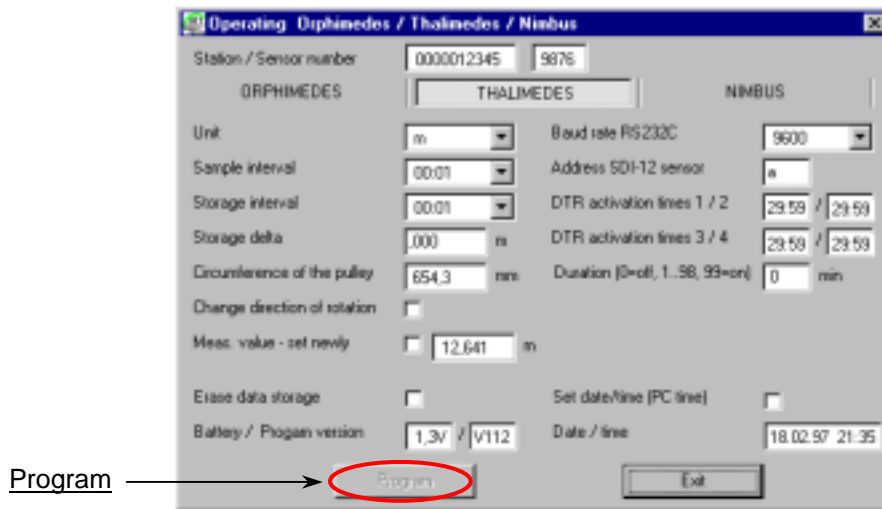 Operating Orphimedes / Thalimedes / Nimbus
Station / Sensor number 0000012345 9876
ORPHIMEDES THALIMEDES NIMBUS
Unit m Baud rate RS232C 9600
Sample interval 00:01 Address SDI-12 sensor a
Storage interval 00:01 DTR activation times 1 / 2 29:59 / 29:59
Storage delta .000 m DTR activation times 3 / 4 29:59 / 29:59
Circumference of the pulley 654,3 mm Duration (0=off, 1..98, 99=on) 0 min
Change direction of rotation
Meas. value - set newly 12,641 m
Erase data storage Set date/time (PC time)
Battery / Progam version 1,3V / V112 Date / time 18.02.97 21:35
Program Program Exit